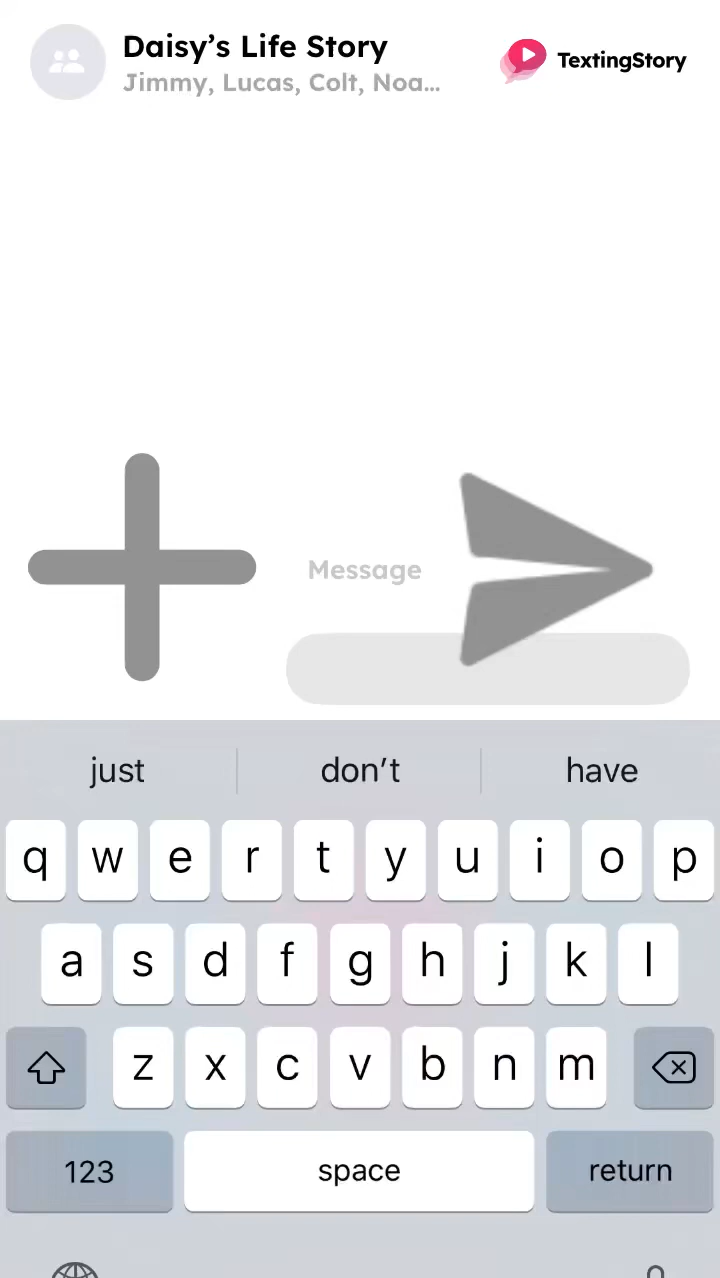 Daisy's Life Story
Jimmy, Lucas, Colt, Noa...
TextingStory
Message
just don't have
q w e r t y u i o p
a s d f g h j k l
z x c v b n m
123 space return